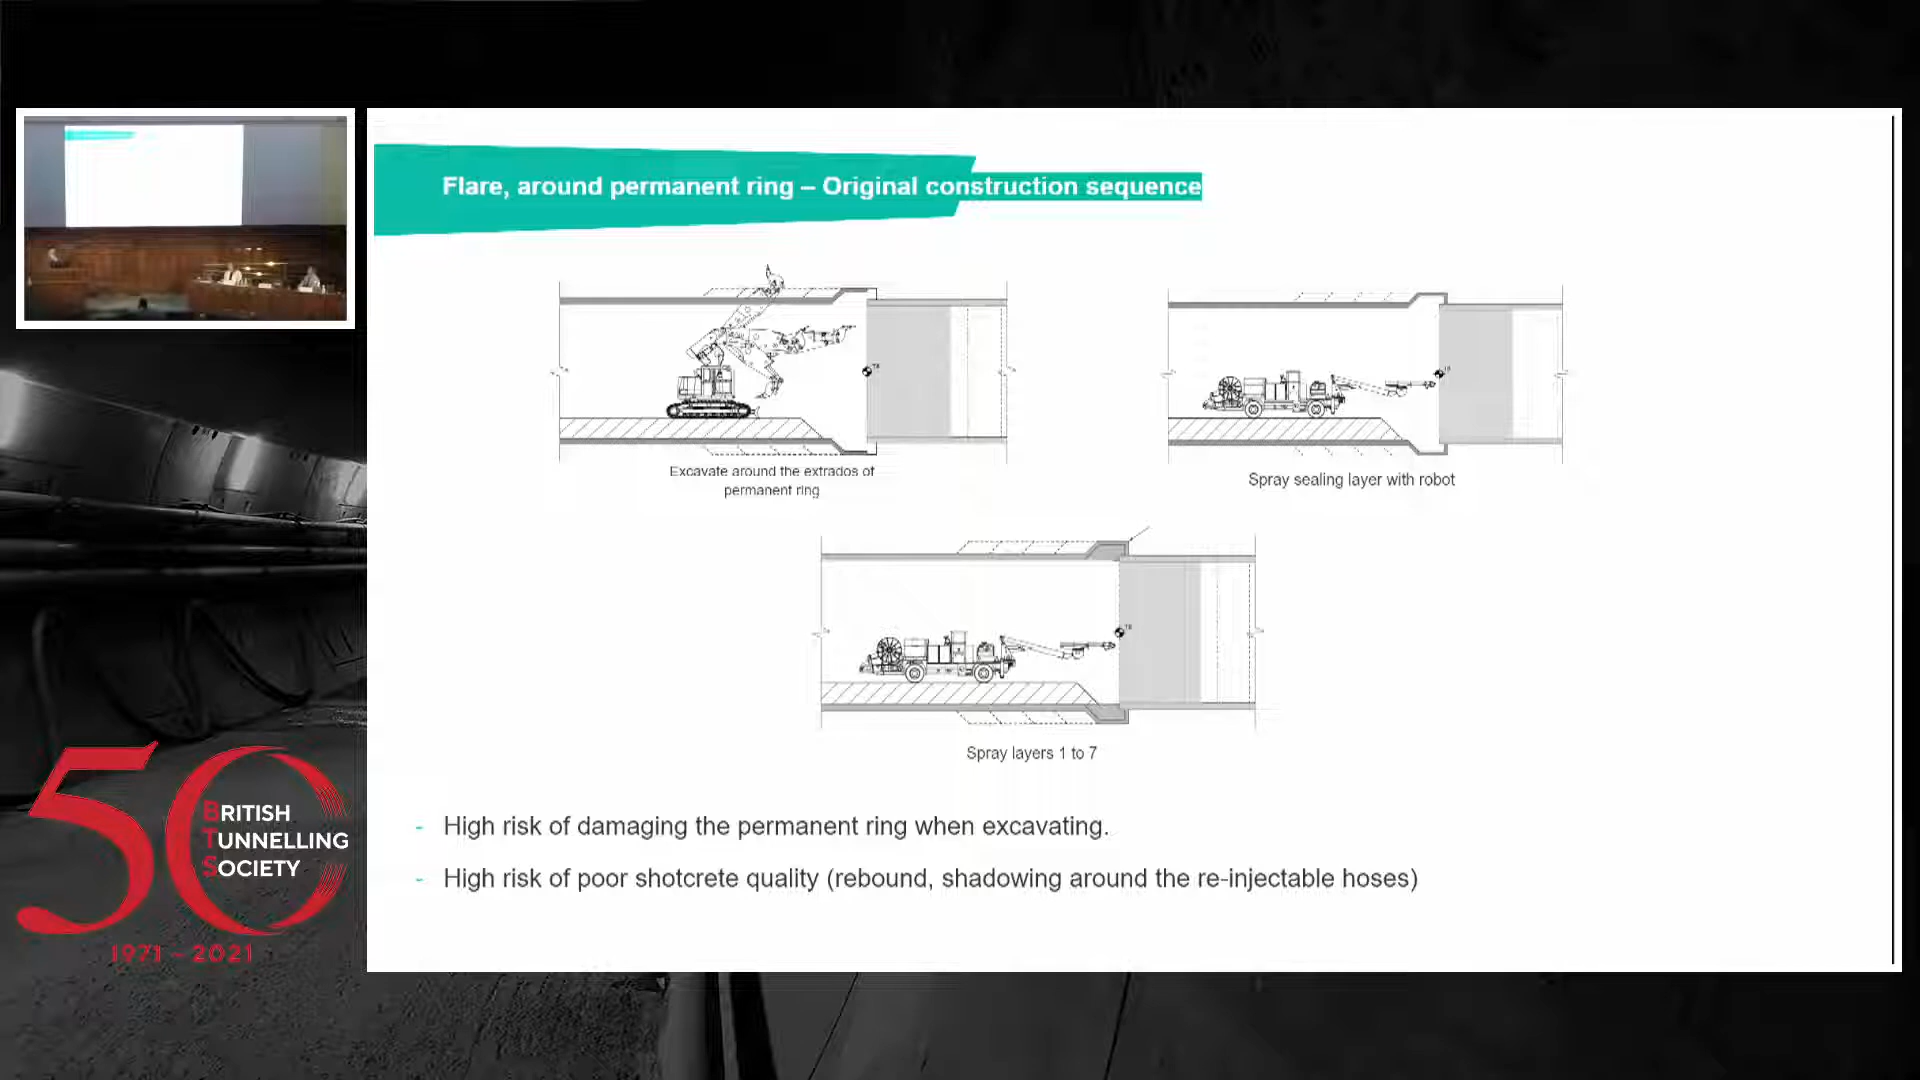 Flare, around permanent ring – Original construction sequence
Excavate around the extrados of
permanent ring
Spray sealing layer with robot
Spray layers 1 to 7
- High risk of damaging the permanent ring when excavating.
- High risk of poor shotcrete quality (rebound, shadowing around the re-injectable hoses)
50
BRITISH
TUNNELLING
SOCIETY
1971 – 2021